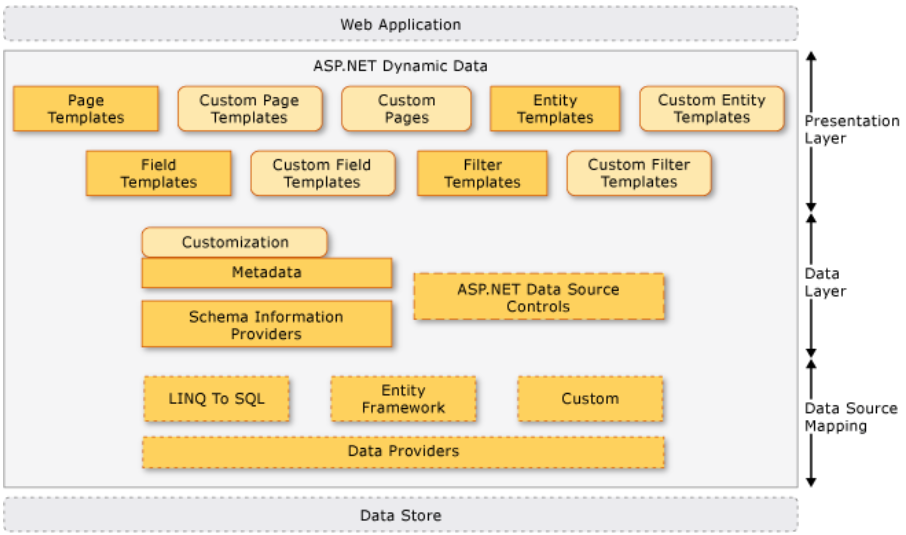 Web Application
ASP.NET Dynamic Data
Page
Templates
Custom Page
Templates
Custom
Pages
Entity
Templates
Custom Entity
Templates
Presentation
Layer
Field
Templates
Custom Field
Templates
Filter
Templates
Custom Filter
Templates
Customization
Metadata
Schema Information
Providers
ASP.NET Data Source
Controls
Data
Layer
LINQ To SQL
Entity
Framework
Custom
Data Providers
Data Source
Mapping
Data Store